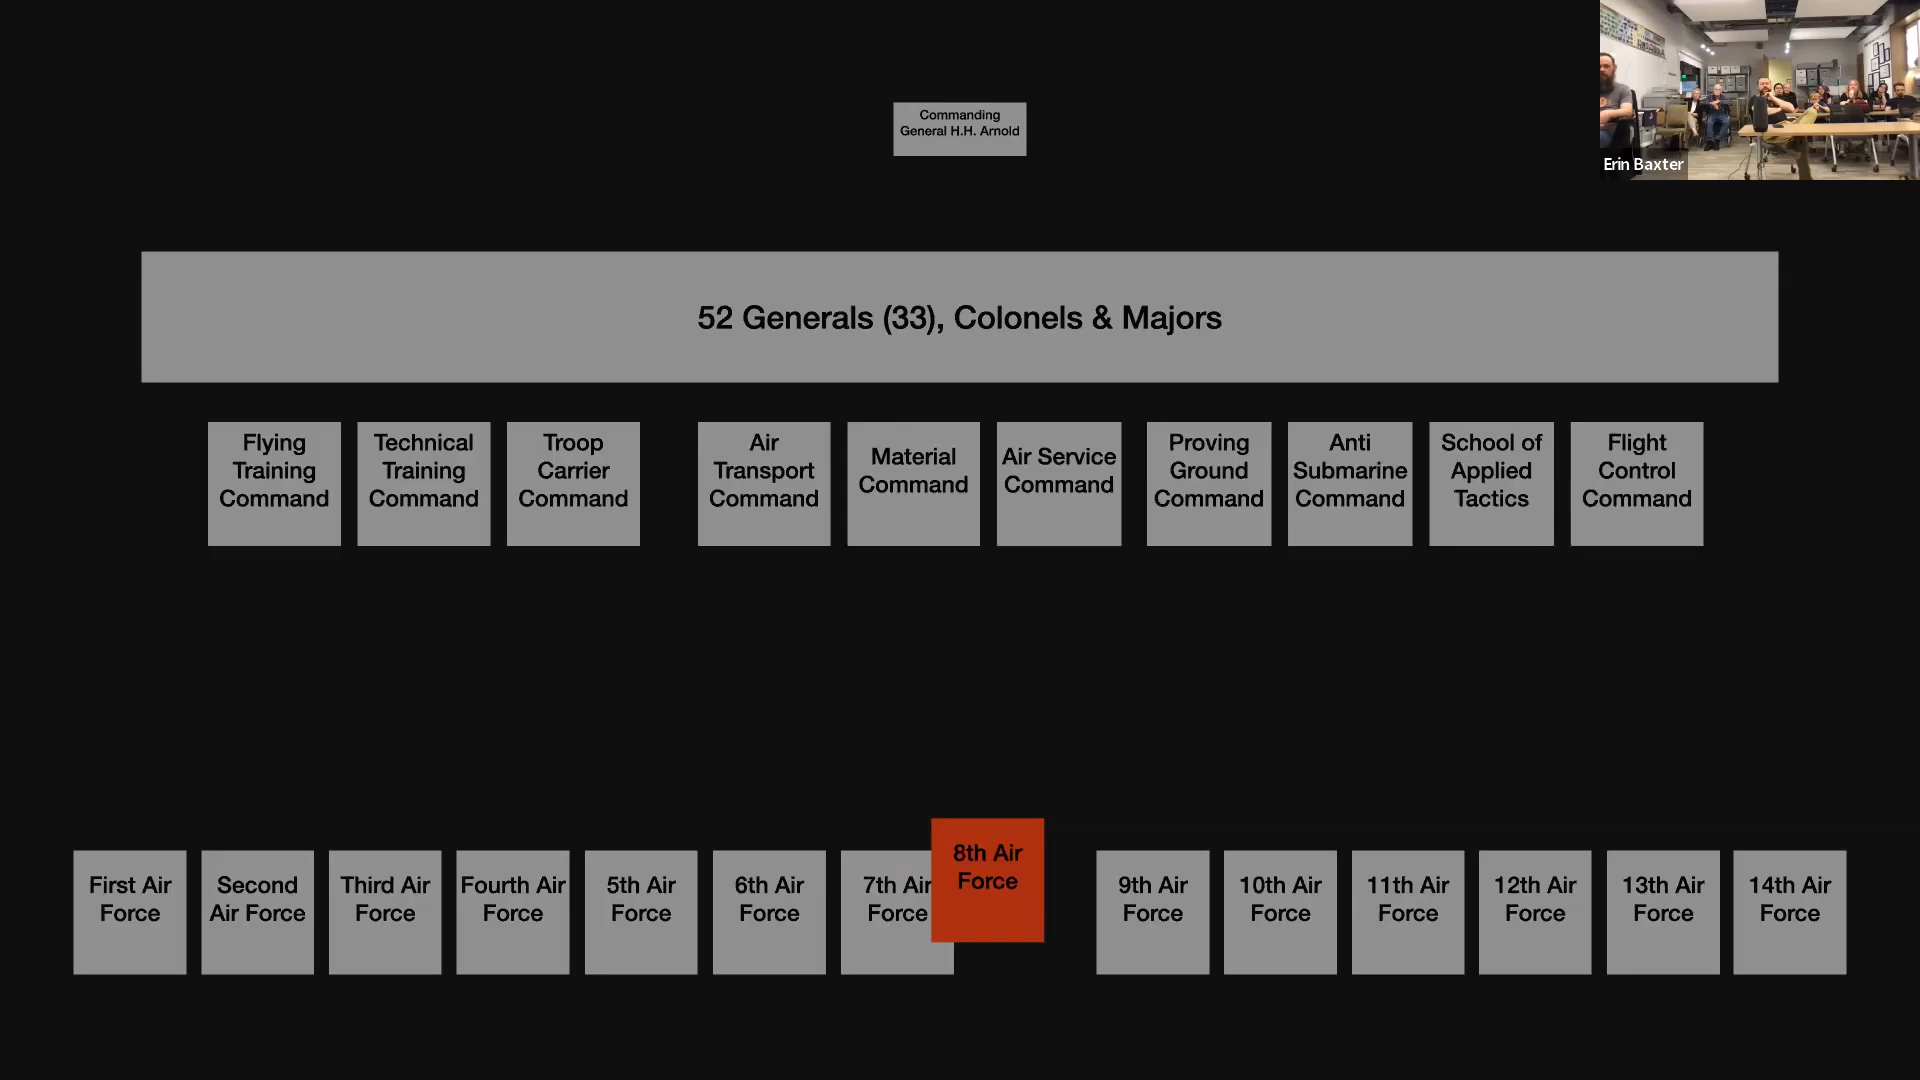 Commanding
General H.H. Arnold
Erin Baxter
52 Generals (33), Colonels & Majors
Flying
Training
Command
Technical
Training
Command
Troop
Carrier
Command
Air
Transport
Command
Material
Command
Air Service
Command
Proving
Ground
Command
Anti
Submarine
Command
School of
Applied
Tactics
Flight
Control
Command
First Air
Force
Second
Air Force
Third Air
Force
Fourth Air
Force
5th Air
Force
6th Air
Force
7th Air
Force
8th Air
Force
9th Air
Force
10th Air
Force
11th Air
Force
12th Air
Force
13th Air
Force
14th Air
Force